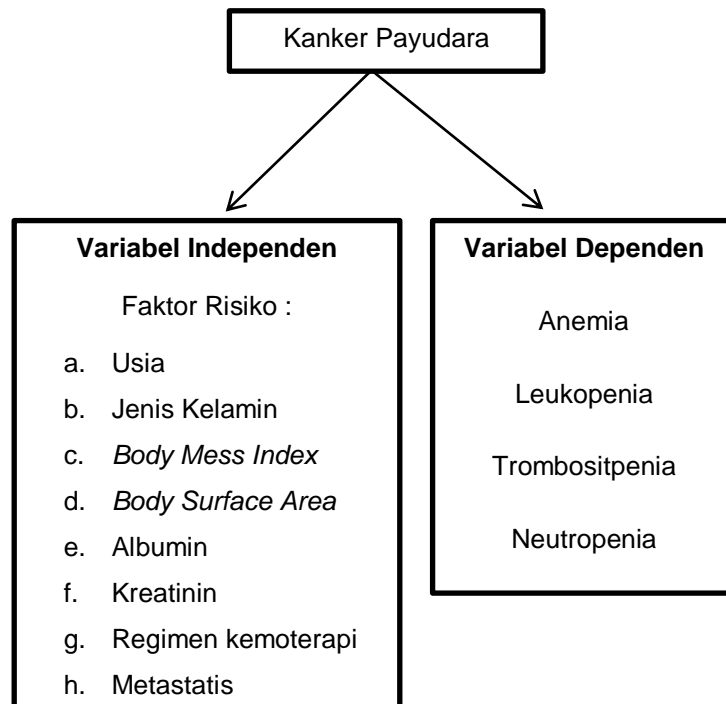 Kanker Payudara
Variabel Independen
Faktor Risiko :
a. Usia
b. Jenis Kelamin
c. Body Mess Index
d. Body Surface Area
e. Albumin
f. Kreatinin
g. Regimen kemoterapi
h. Metastatis
Variabel Dependen
Anemia
Leukopenia
Trombositpenia
Neutropenia